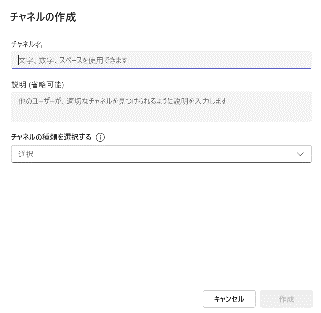 チャネルの作成
チャネル名
文字、数字、スペースを使用できます
説明 (省略可能)
他のユーザーが、適切なチャネルを見つけられるように説明を入力します
チャネルの種類を選択する
選択
キャンセル
作成